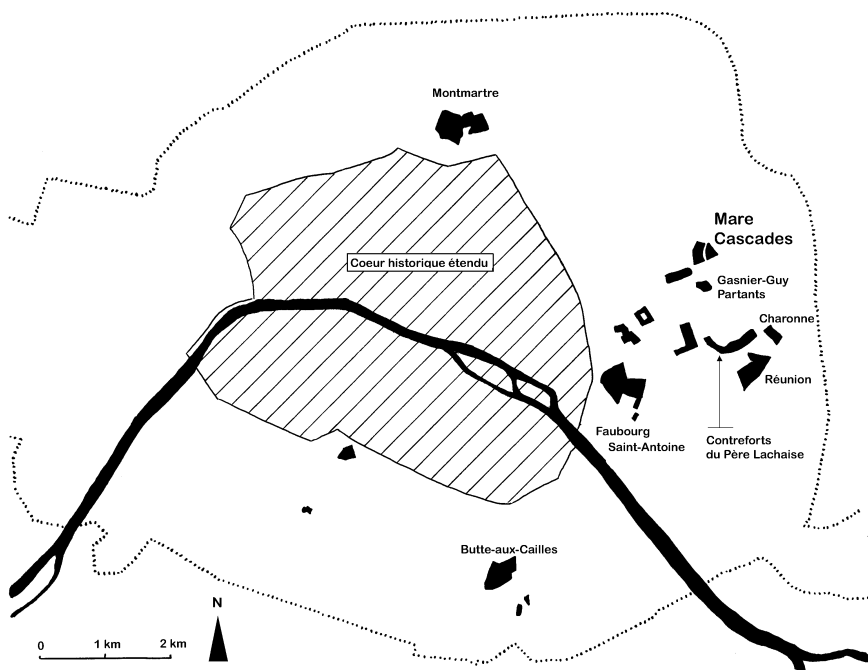 Montmartre
Mare
Cascades
Coeur historique étendu
Gasnier-Guy
Partants
Charonne
Réunion
Faubourg
Saint-Antoine
Contreforts
du Père Lachaise
Butte-aux-Cailles
N
0 1 km 2 km